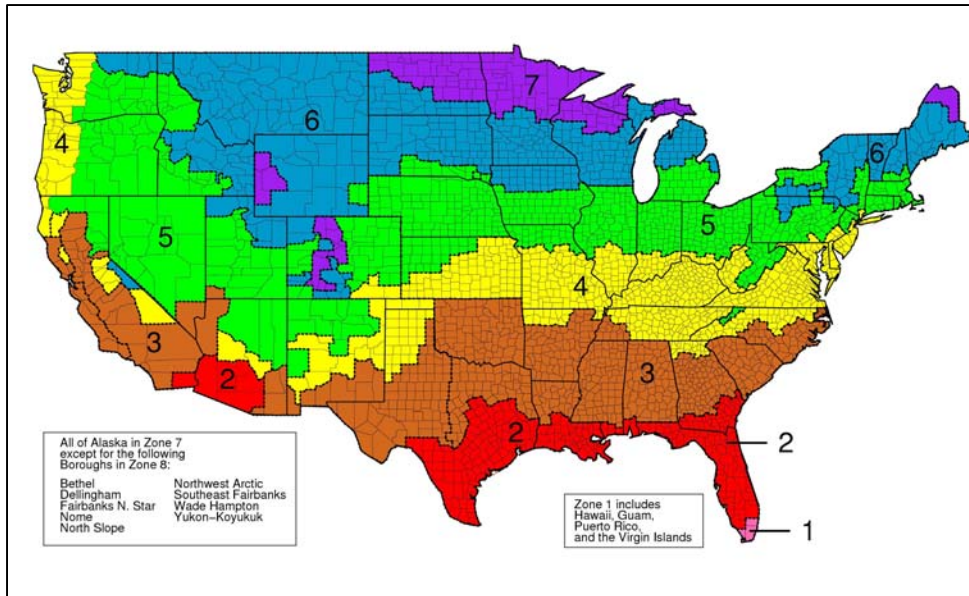 7
6
4
6
5
5
4
3
3
2
2
2
1
All of Alaska in Zone 7
except for the following
Boroughs in Zone 8:
Bethel Northwest Arctic
Dellingham Southeast Fairbanks
Fairbanks N. Star Wade Hampton
Nome Yukon–Koyukuk
North Slope
Zone 1 includes
Hawaii, Guam,
Puerto Rico,
and the Virgin Islands